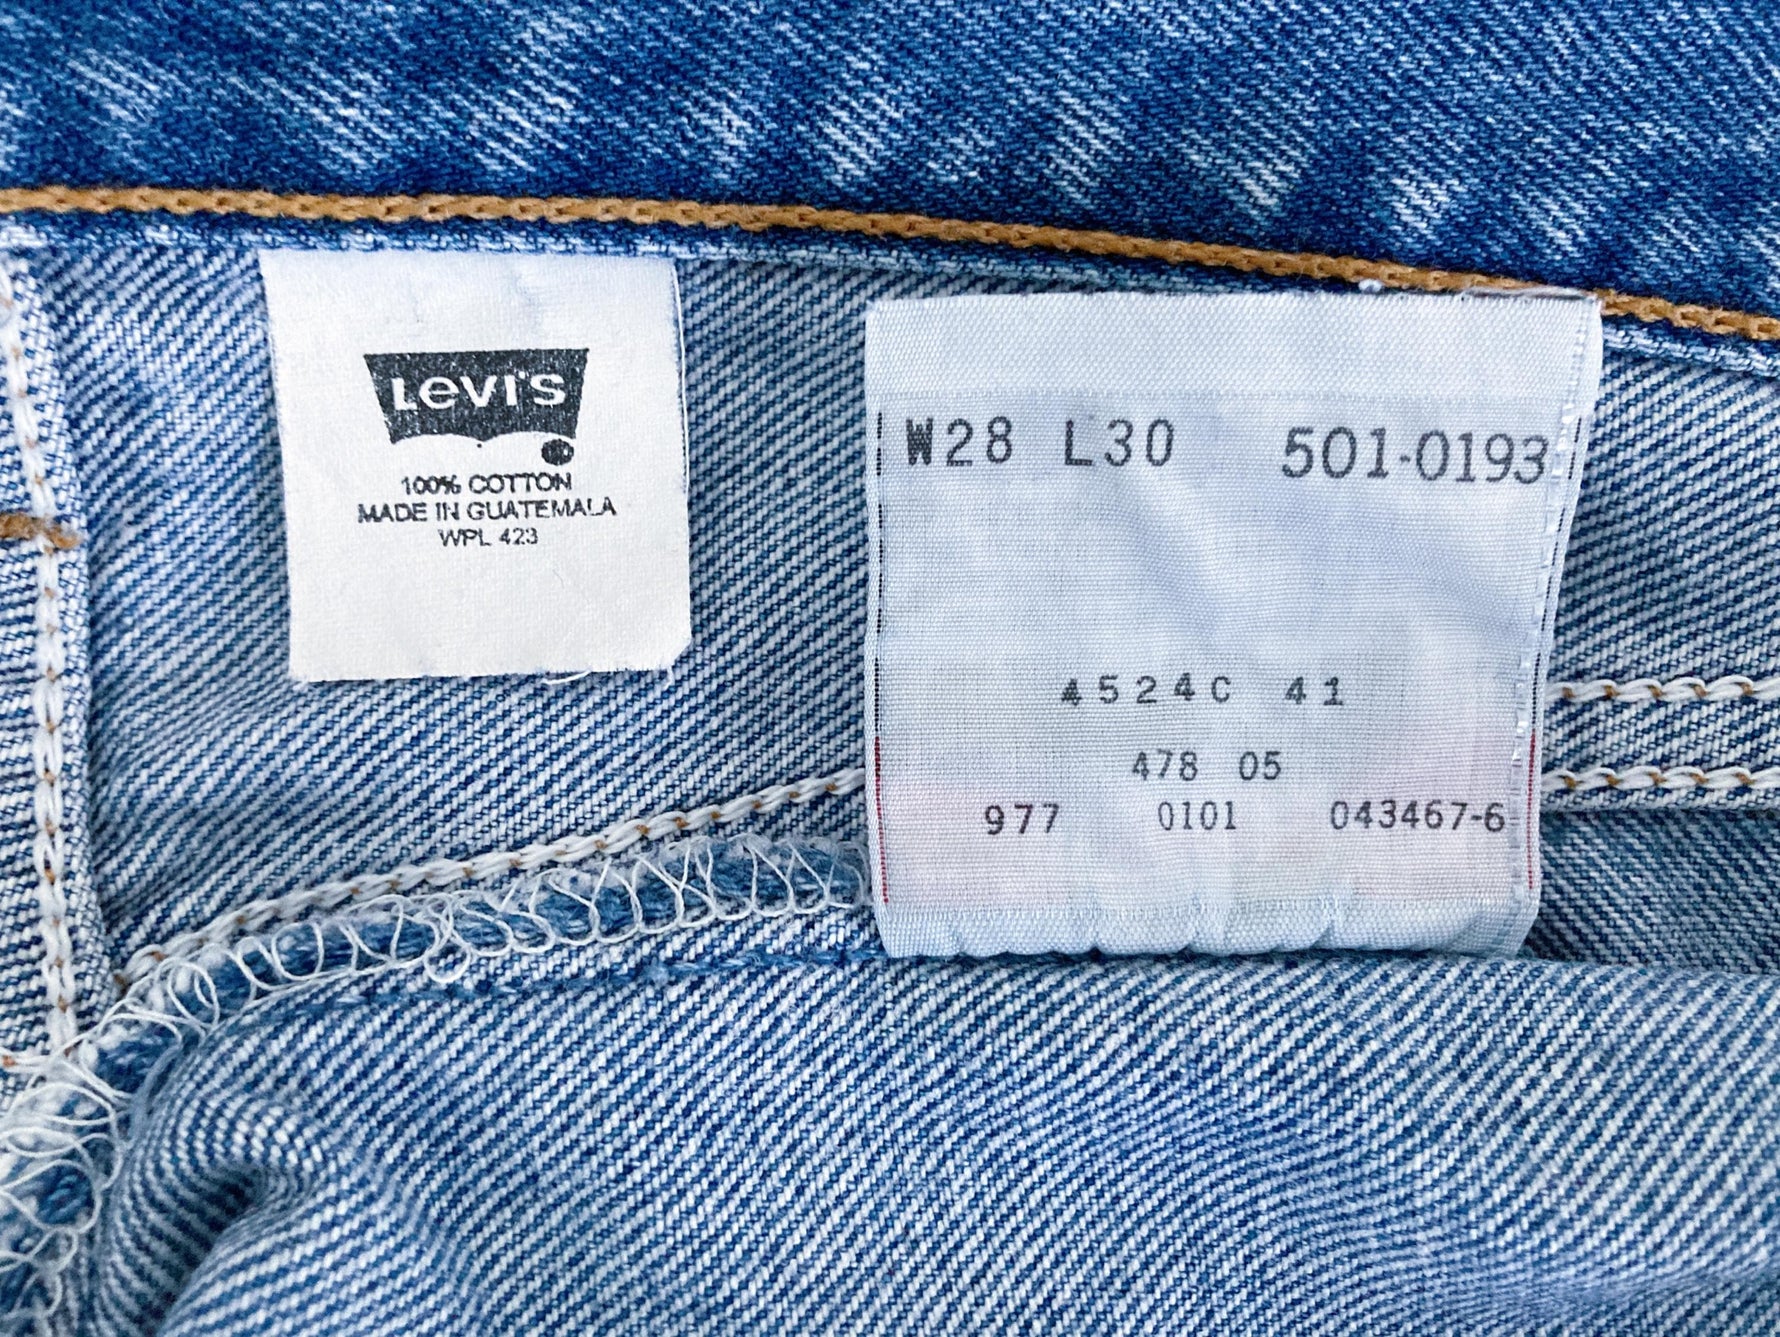 LEVI'S
100% COTTON
MADE IN GUATEMALA
WPL 423
W28 L30 501-0193
4524C 41
478 05
977 0101 043467-6